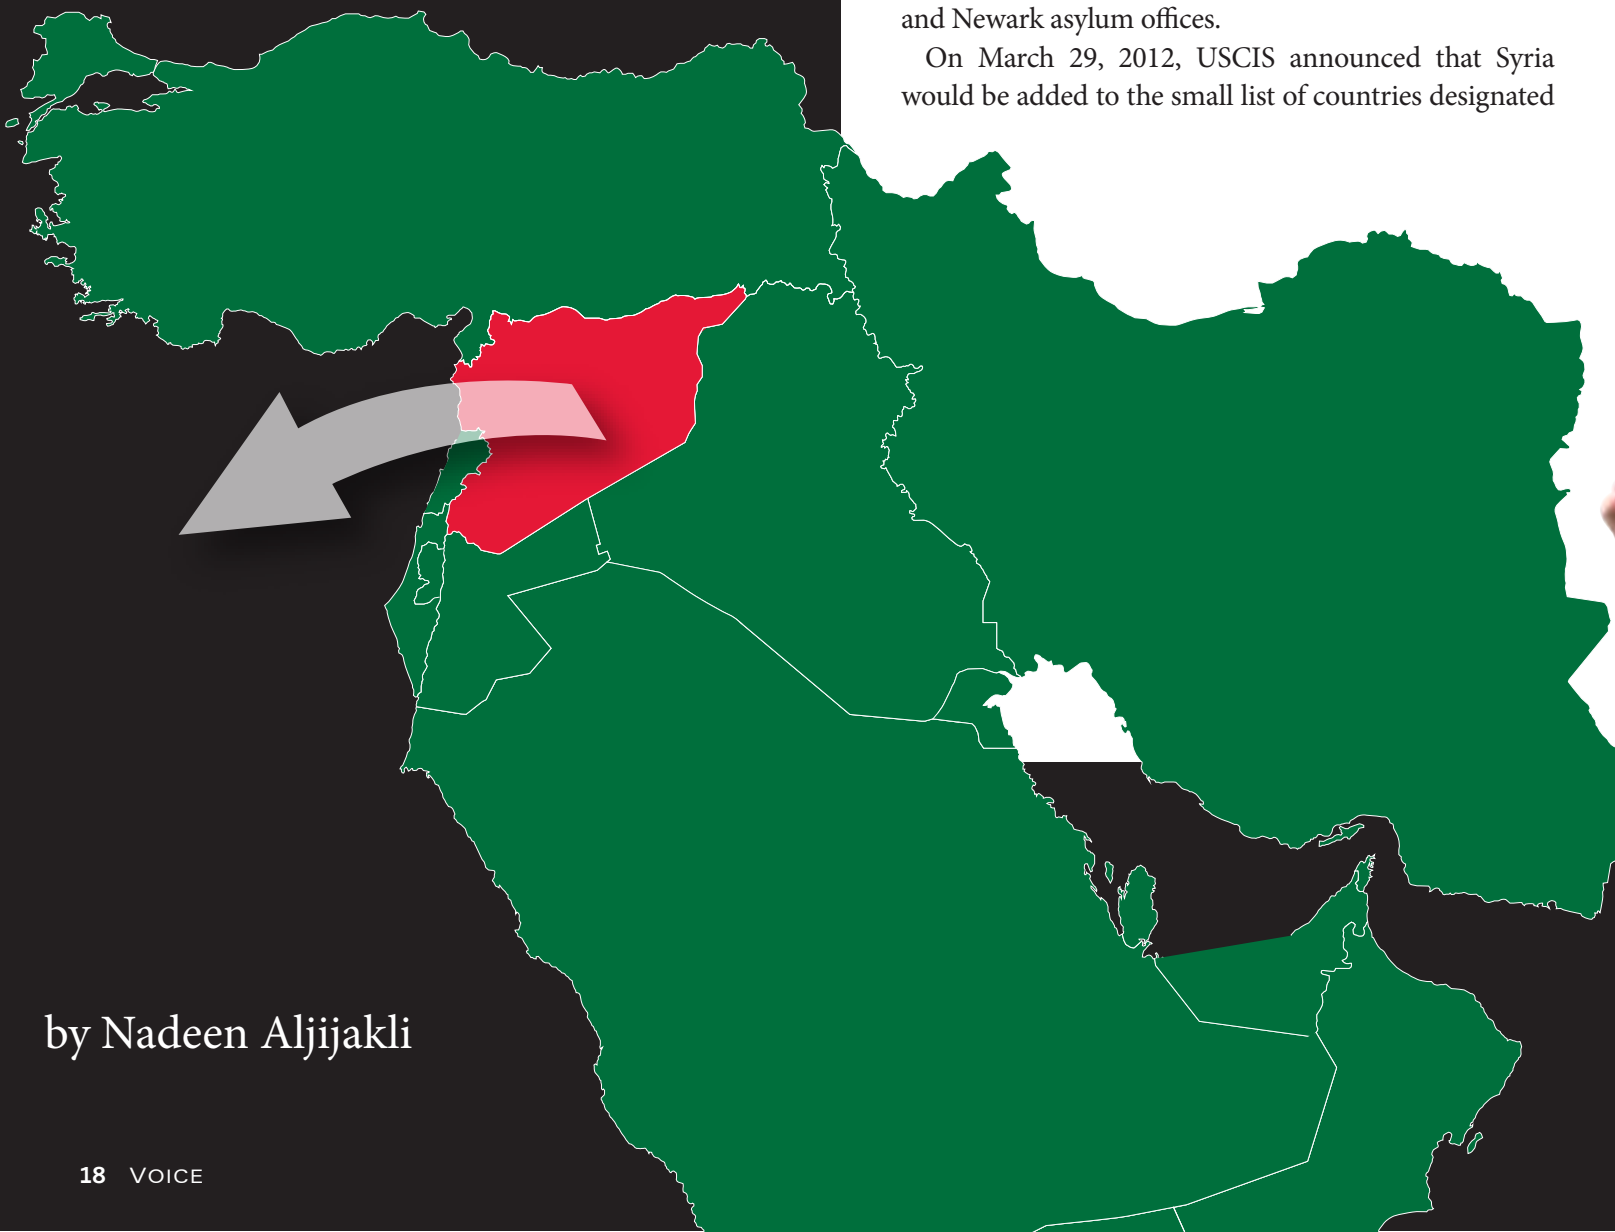 and Newark asylum offices.
On March 29, 2012, USCIS announced that Syria
would be added to the small list of countries designated
by Nadeen Aljijakli
18 VOICE